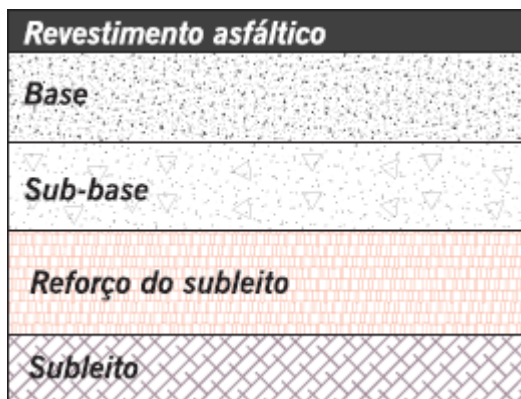 Revestimento asfáltico
Base
Sub-base
Reforço do subleito
Subleito